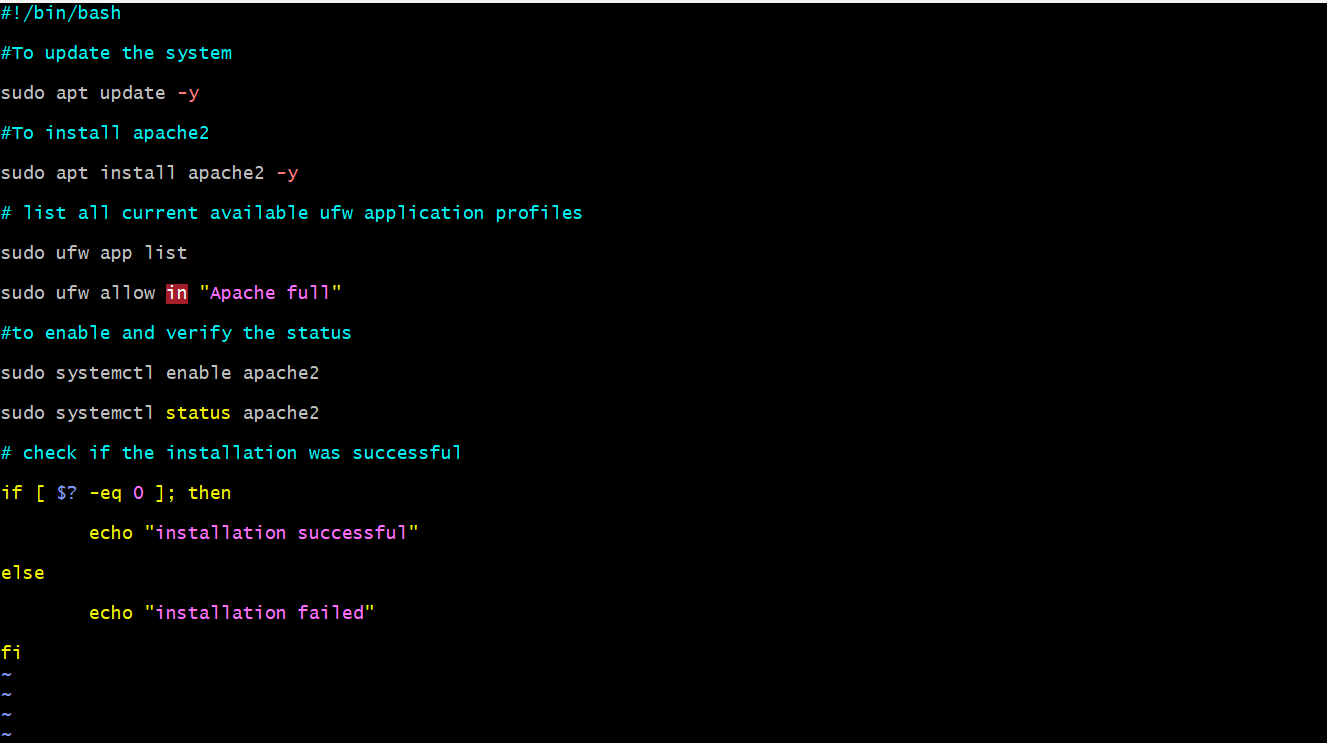 #!/bin/bash
#To update the system
sudo apt update -y
#To install apache2
sudo apt install apache2 -y
# list all current available ufw application profiles
sudo ufw app list
sudo ufw allow in "Apache full"
#to enable and verify the status
sudo systemctl enable apache2
sudo systemctl status apache2
# check if the installation was successful
if [ $? -eq 0 ]; then
        echo "installation successful"
else
        echo "installation failed"
fi
~
~
~
~